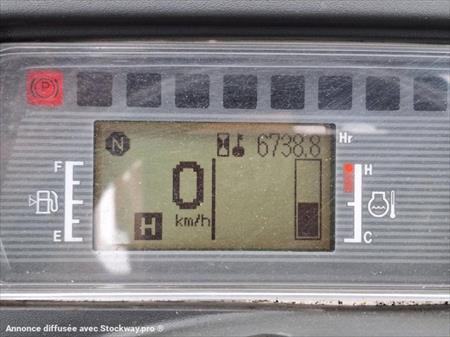 P
N
6738.8 Hr
F
E
0
km/h
H
H
C
Annonce diffusée avec Stockway.pro ®